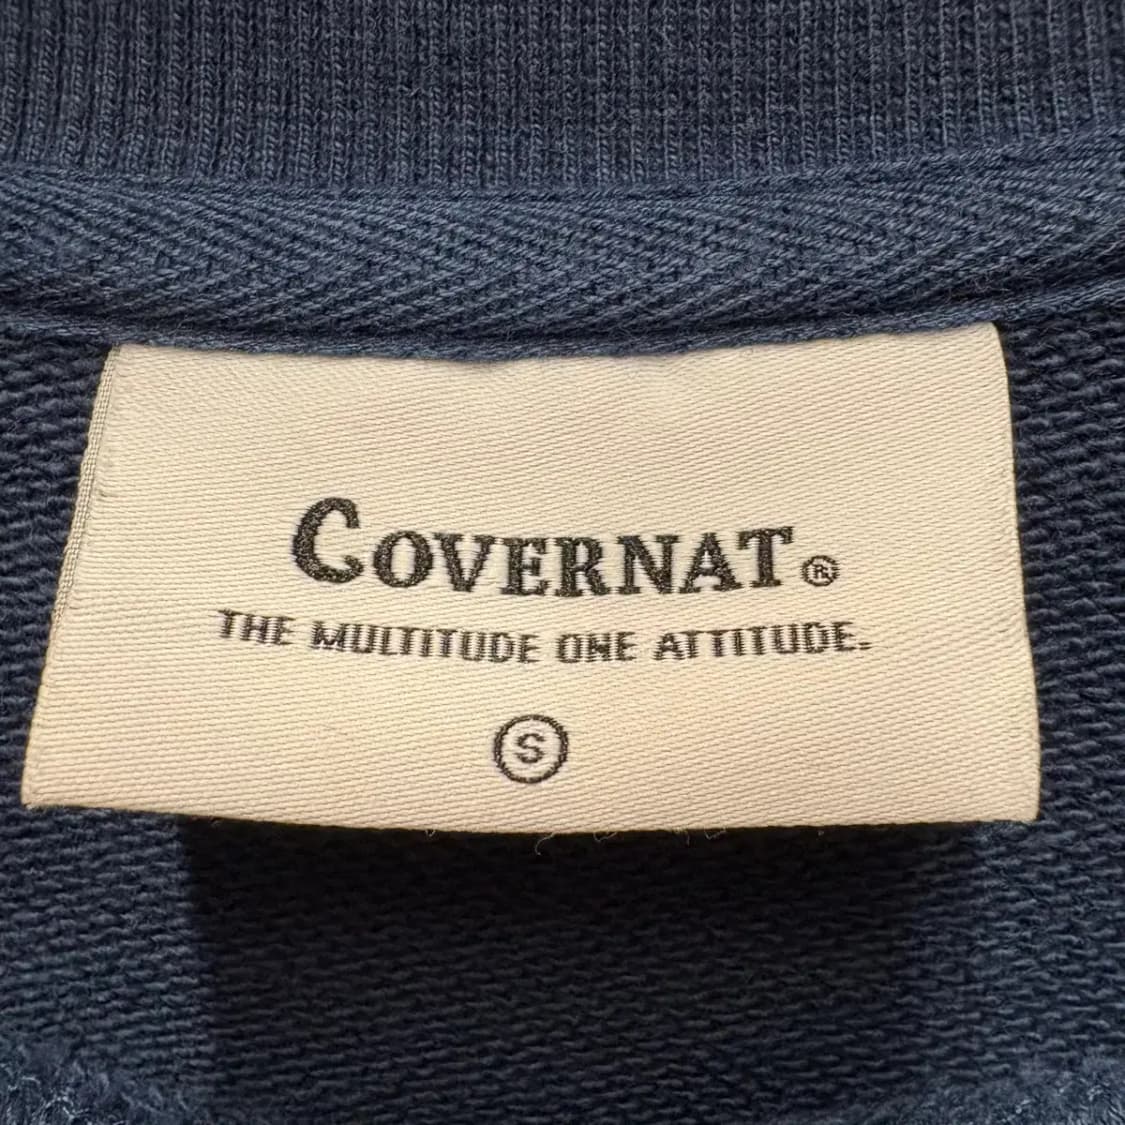 COVERNAT®
THE MULTITUDE ONE ATTITUDE.
S